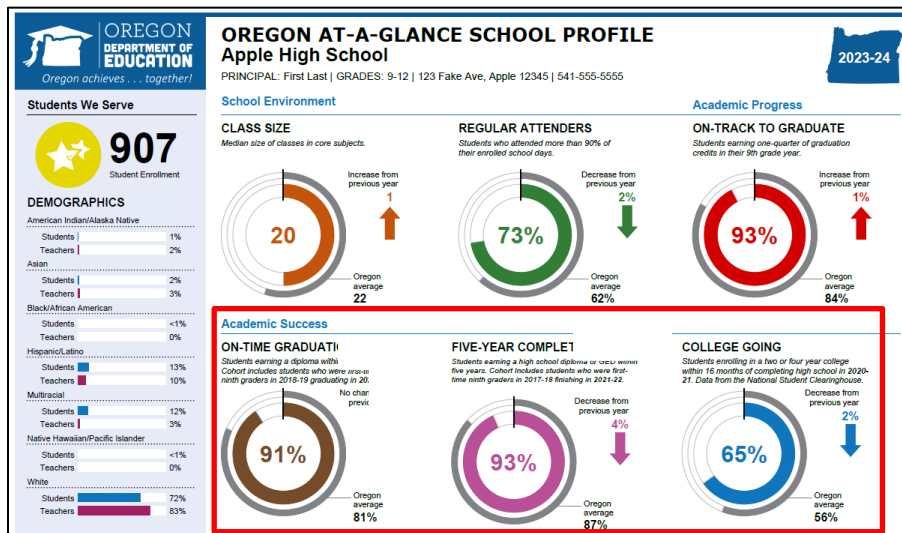 OREGON
DEPARTMENT OF
EDUCATION
Oregon achieves . . . together!
OREGON AT-A-GLANCE SCHOOL PROFILE
Apple High School
PRINCIPAL: First Last | GRADES: 9-12 | 123 Fake Ave, Apple 12345 | 541-555-5555
2023-24
Students We Serve
907
Student Enrollment
DEMOGRAPHICS
American Indian/Alaska Native
Students 1%
Teachers 2%
Asian
Students 2%
Teachers 3%
Black/African American
Students <1%
Teachers 0%
Hispanic/Latino
Students 13%
Teachers 10%
Multiracial
Students 12%
Teachers 3%
Native Hawaiian/Pacific Islander
Students <1%
Teachers 0%
White
Students 72%
Teachers 83%
School Environment
CLASS SIZE
Median size of classes in core subjects.
Increase from
previous year
1
20
Oregon
average
22
REGULAR ATTENDERS
Students who attended more than 90% of
their enrolled school days.
Decrease from
previous year
2%
73%
Oregon
average
62%
Academic Progress
ON-TRACK TO GRADUATE
Students earning one-quarter of graduation
credits in their 9th grade year.
Increase from
previous year
1%
93%
Oregon
average
84%
Academic Success
ON-TIME GRADUATI
Students earning a diploma withi
Cohort includes students who were first-
ninth graders in 2018-19 graduating in
No chan
previ
91%
Oregon
average
81%
FIVE-YEAR COMPLET
Students earning a high school diploma or GED within
five years. Cohort includes students who were first-
time ninth graders in 2017-18 finishing in 2021-22.
Decrease from
previous year
4%
93%
Oregon
average
87%
COLLEGE GOING
Students enrolling in a two or four year college
within 16 months of completing high school in 2020-
21. Data from the National Student Clearinghouse.
Decrease from
previous year
2%
65%
Oregon
average
56%